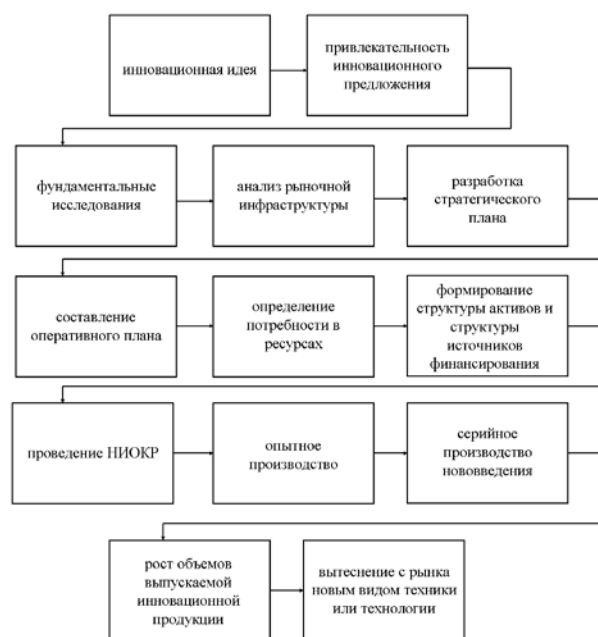 инновационная идея
привлекательность
инновационного
предложения
фундаментальные
исследования
анализ рыночной
инфраструктуры
разработка
стратегического
плана
составление
оперативного плана
определение
потребности в
ресурсах
формирование
структуры активов и
структуры
источников
финансирования
проведение НИОКР
опытное
производство
серийное
производство
нововведения
рост объемов
выпускаемой
инновационной
продукции
вытеснение с рынка
новым видом техники
или технологии